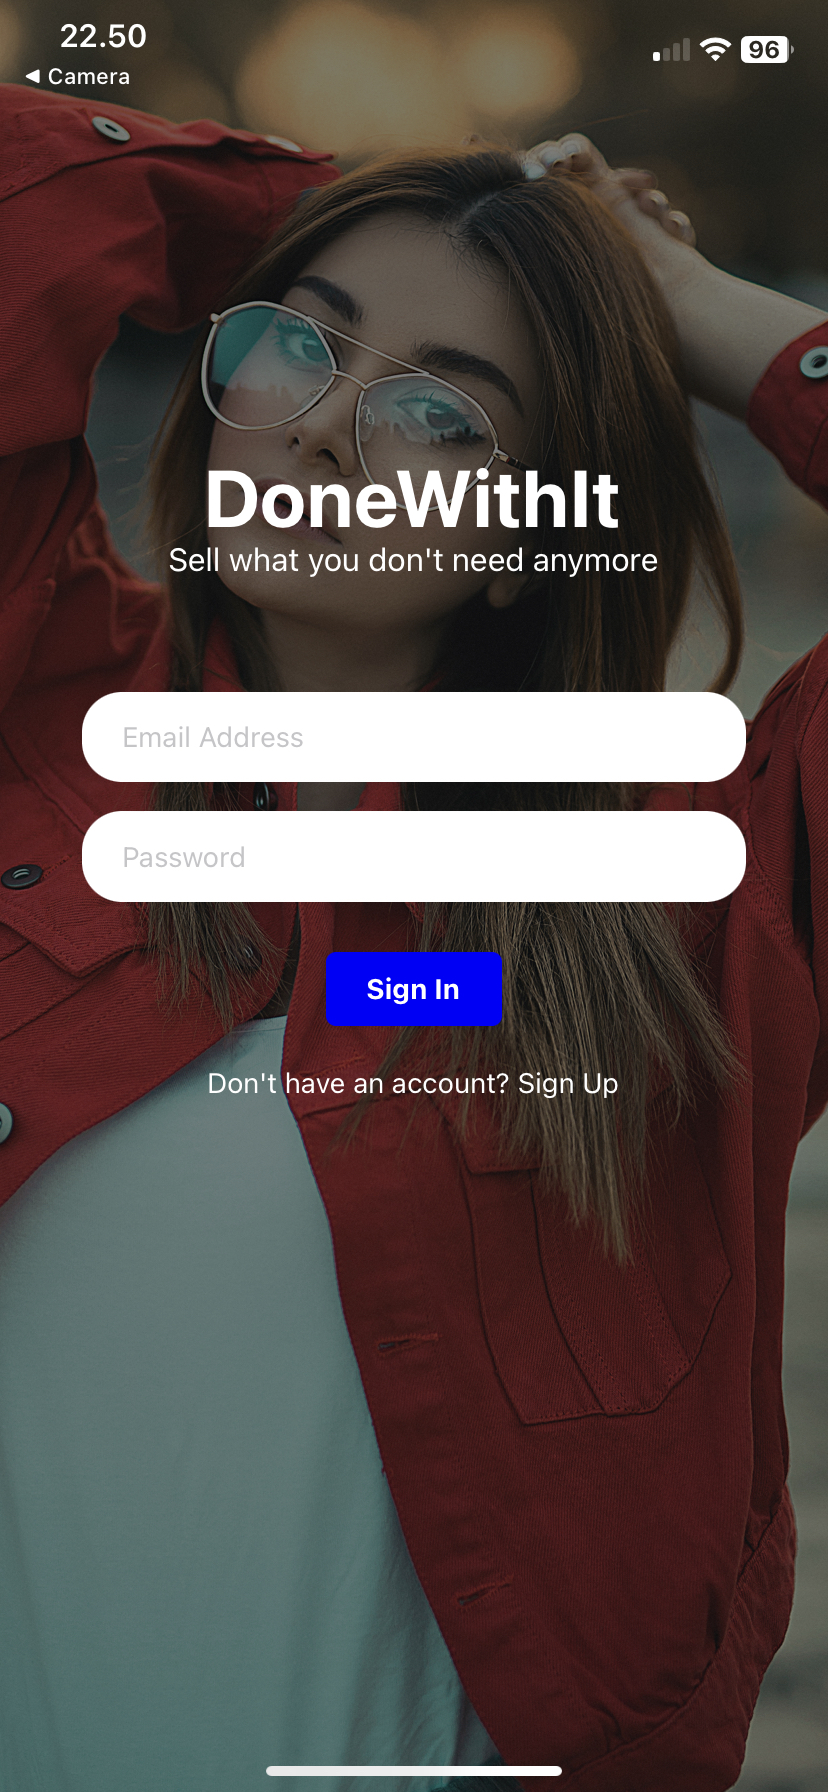 22.50
96
◀ Camera
DoneWithIt
Sell what you don't need anymore
Email Address
Password
Sign In
Don't have an account? Sign Up